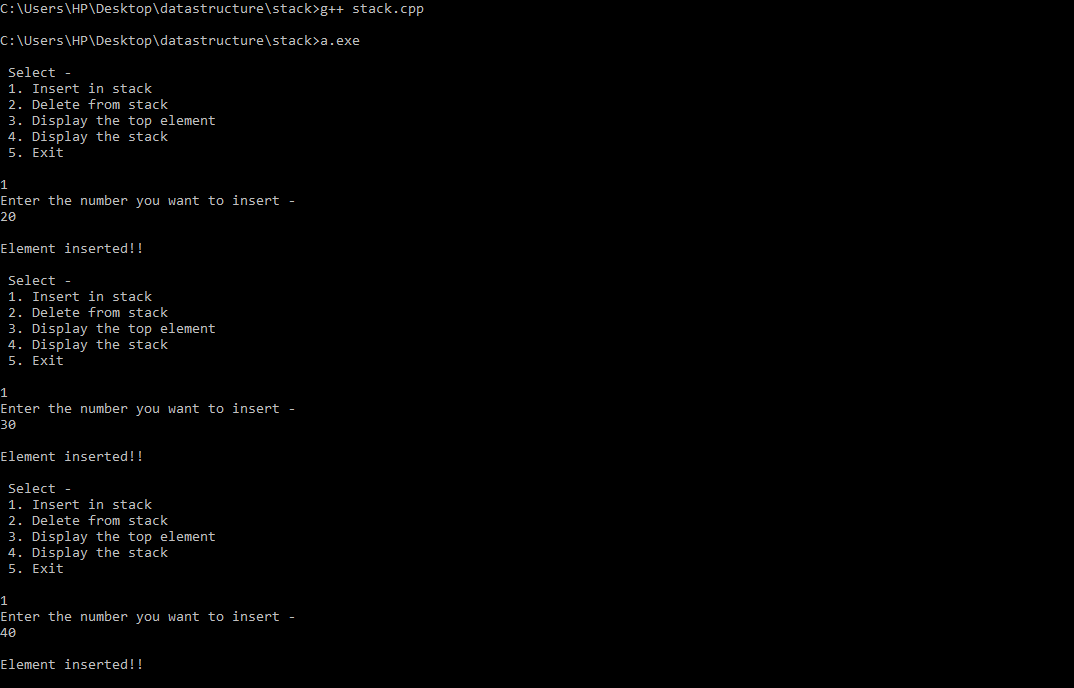 C:\Users\HP\Desktop\datastructure\stack>g++ stack.cpp
C:\Users\HP\Desktop\datastructure\stack>a.exe
Select -
1. Insert in stack
2. Delete from stack
3. Display the top element
4. Display the stack
5. Exit
1
Enter the number you want to insert -
20
Element inserted!!
Select -
1. Insert in stack
2. Delete from stack
3. Display the top element
4. Display the stack
5. Exit
1
Enter the number you want to insert -
30
Element inserted!!
Select -
1. Insert in stack
2. Delete from stack
3. Display the top element
4. Display the stack
5. Exit
1
Enter the number you want to insert -
40
Element inserted!!